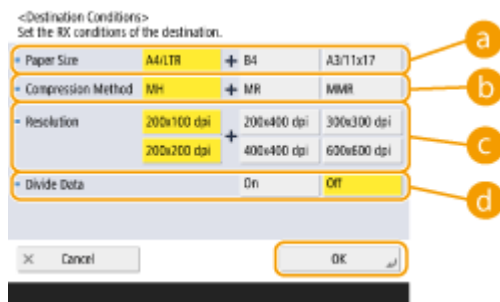 <Destination Conditions>
Set the RX conditions of the destination.
Paper Size A4/LTR + B4 A3/11x17 a
Compression Method MH + MR MMR b
Resolution 200x100 dpi + 200x400 dpi 300x300 dpi c
200x200 dpi 400x400 dpi 600x600 dpi
Divide Data On Off d
× Cancel OK